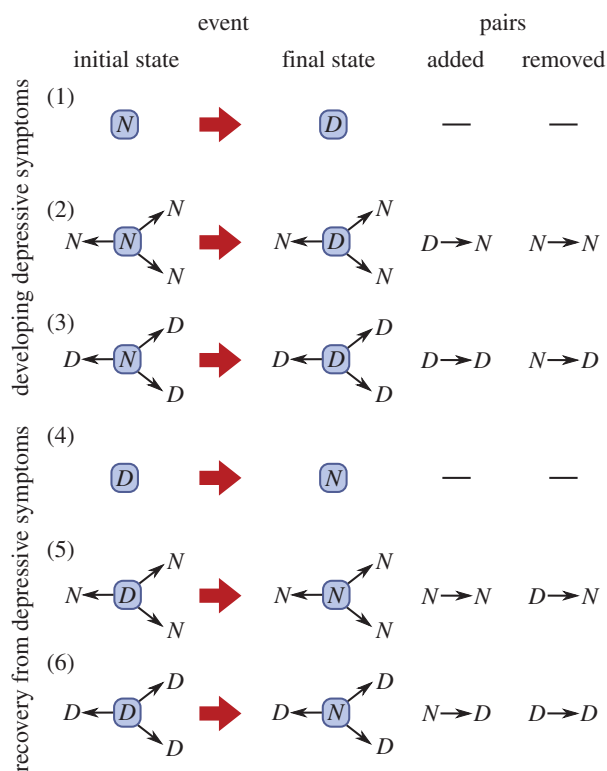 event pairs
initial state final state added removed
developing depressive symptoms
(1)
N D — —
(2)
N N
N N N D D N N N
N N
(3)
D D
D N D D D D N D
D D
recovery from depressive symptoms
(4)
D N — —
(5)
N N
N D N N N N D N
N N
(6)
D D
D D D N N D D D
D D